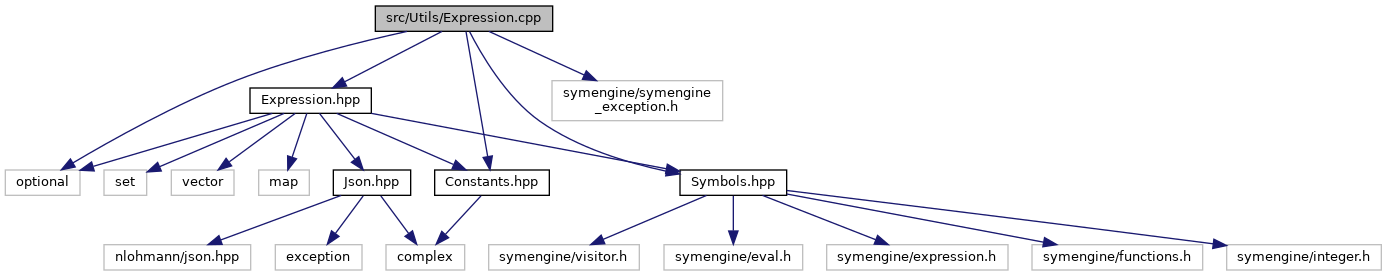 src/Utils/Expression.cpp
symengine/symengine
_exception.h
Expression.hpp
optional
set
vector
map
Json.hpp
Constants.hpp
Symbols.hpp
nlohmann/json.hpp
exception
complex
symengine/visitor.h
symengine/eval.h
symengine/expression.h
symengine/functions.h
symengine/integer.h